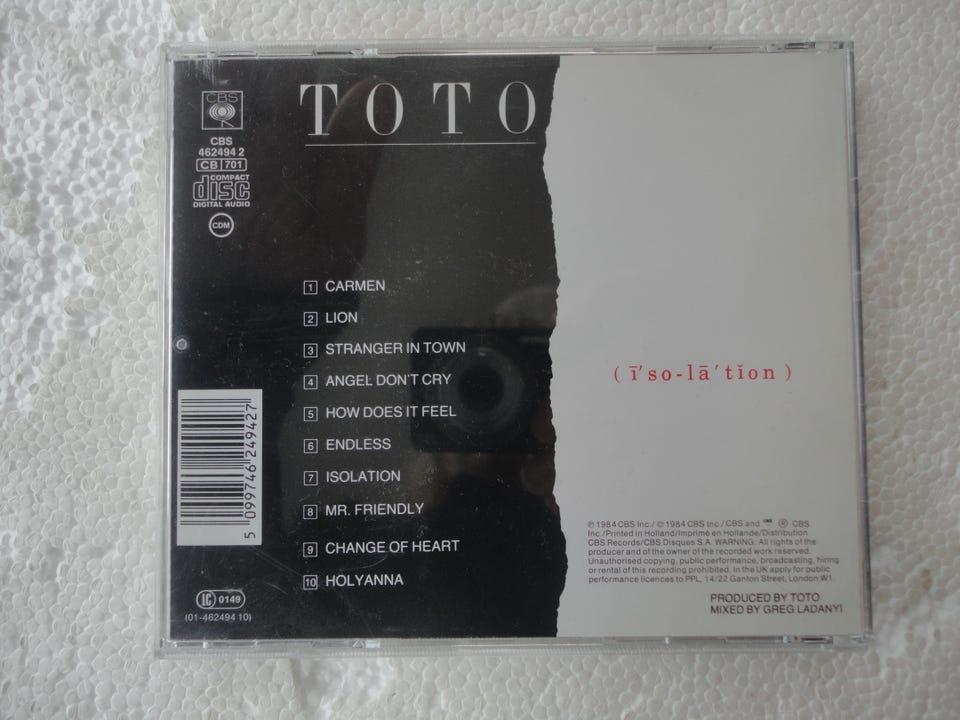 CBS
CBS
462494 2
CB 701
COMPACT
disc
DIGITAL AUDIO
CDM
TOTO
1 CARMEN
2 LION
3 STRANGER IN TOWN
4 ANGEL DON'T CRY
5 HOW DOES IT FEEL
6 ENDLESS
7 ISOLATION
8 MR. FRIENDLY
9 CHANGE OF HEART
10 HOLYANNA
5 099746 249427
LC 0149
(01-462494 10)
( ī′so-lā′tĭon )
℗ 1984 CBS Inc./ © 1984 CBS Inc./ CBS and ® CBS
Inc./Printed in Holland/Imprimé en Hollande/Distribution
CBS Records/CBS Disques S.A. WARNING: All rights of the
producer and of the owner of the recorded work reserved.
Unauthorised copying, public performance, broadcasting, hiring
or rental of this recording prohibited. In the UK apply for public
performance licences to PPL, 14/22 Ganton Street, London W1.
PRODUCED BY TOTO
MIXED BY GREG LADANYI